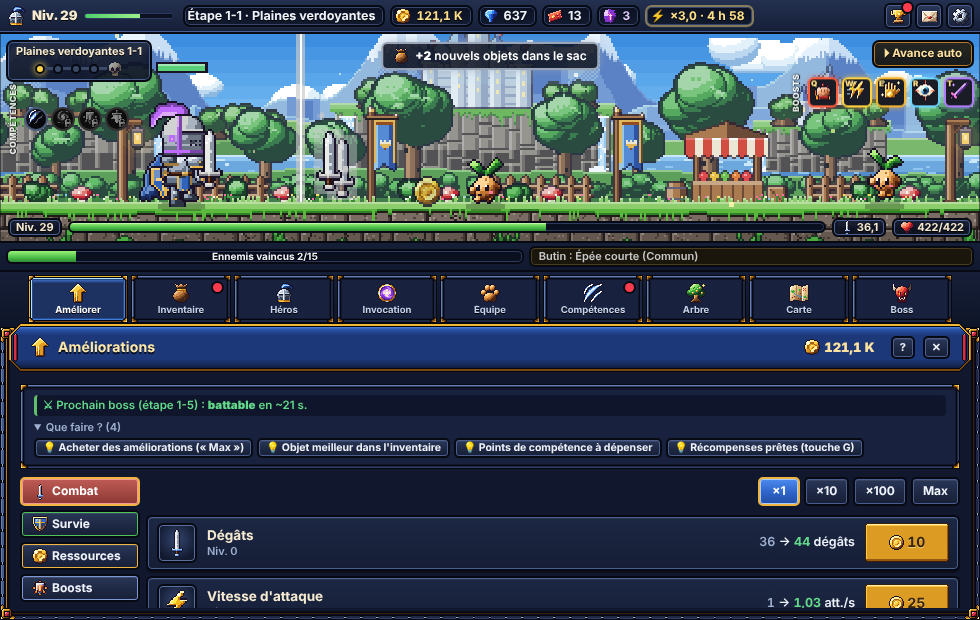 Niv. 29
Étape 1-1 · Plaines verdoyantes
121,1 K
637
13
3
×3,0 · 4 h 58
Plaines verdoyantes 1-1
+2 nouvels objets dans le sac
Avance auto
COMPÉTENCES
BOOSTS
Niv. 29
36,1
422/422
Ennemis vaincus 2/15
Butin : Épée courte (Commun)
Améliorer
Inventaire
Héros
Invocation
Equipe
Compétences
Arbre
Carte
Boss
Améliorations
121,1 K
?
×
Prochain boss (étape 1-5) : battable en ~21 s.
▼ Que faire ? (4)
Acheter des améliorations (« Max »)
Objet meilleur dans l'inventaire
Points de compétence à dépenser
Récompenses prêtes (touche G)
Combat
×1
×10
×100
Max
Survie
Ressources
Boosts
Dégâts
Niv. 0
36 → 44 dégâts
10
Vitesse d'attaque
1 → 1,03 att./s
25